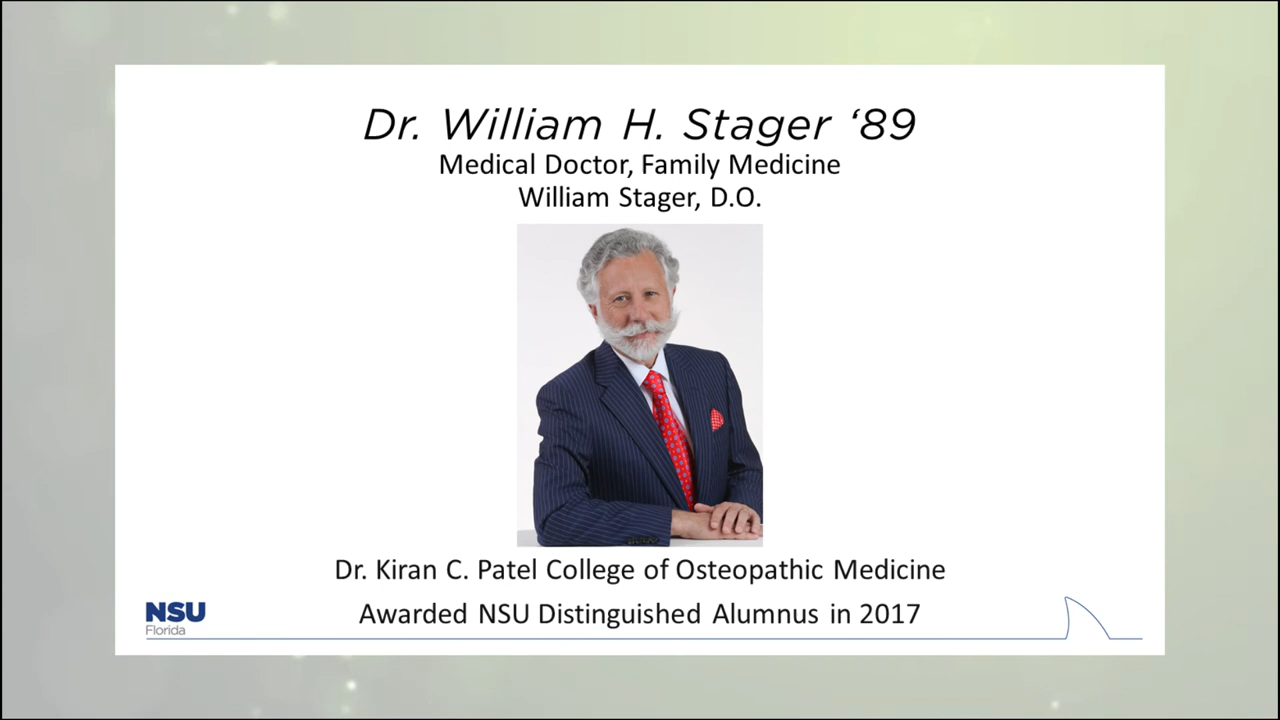 Dr. William H. Stager ‘89
Medical Doctor, Family Medicine
William Stager, D.O.
Dr. Kiran C. Patel College of Osteopathic Medicine
Awarded NSU Distinguished Alumnus in 2017
NSU
Florida